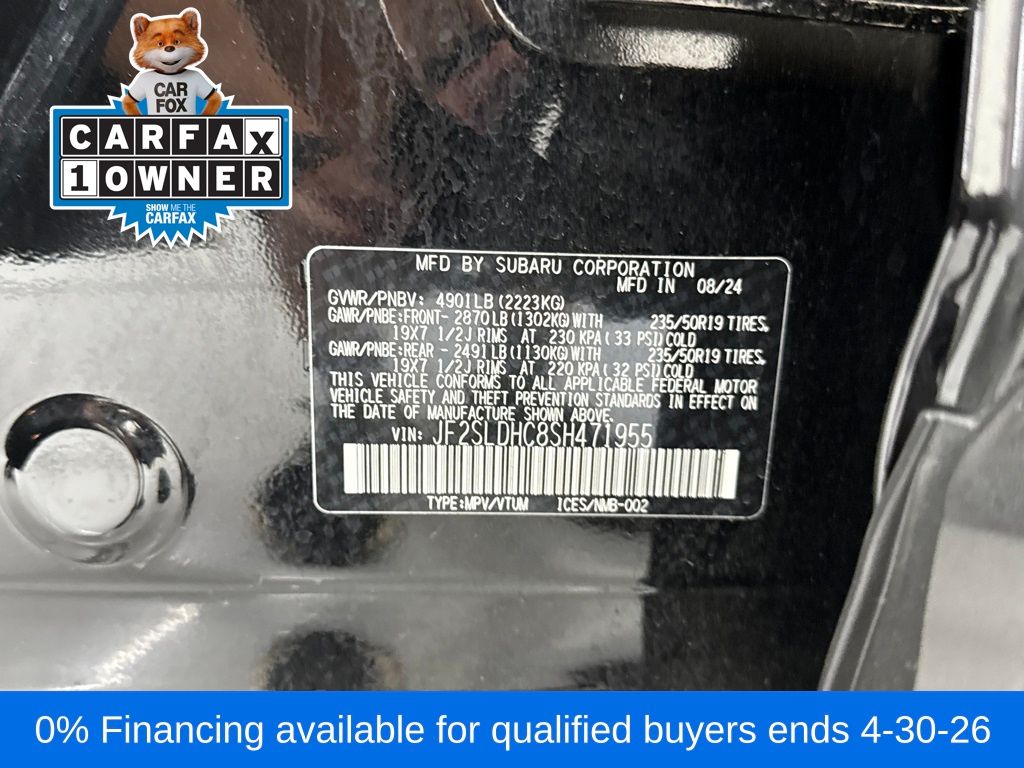 CAR
FOX
CARFAX
1 OWNER
SHOW ME THE
CARFAX
MFD BY SUBARU CORPORATION
MFD IN 08/24
GVWR/PNBV: 4901LB(2223KG)
GAWR/PNBE:FRONT- 2870LB(1302KG)WITH 235/50R19 TIRES,
19X7 1/2J RIMS AT 230 KPA(33 PSI)COLD
GAWR/PNBE:REAR - 2491LB(1130KG)WITH 235/50R19 TIRES,
19X7 1/2J RIMS AT 220 KPA(32 PSI)COLD
THIS VEHICLE CONFORMS TO ALL APPLICABLE FEDERAL MOTOR
VEHICLE SAFETY AND THEFT PREVENTION STANDARDS IN EFFECT ON
THE DATE OF MANUFACTURE SHOWN ABOVE.
VIN: JF2SLDHC8SH471955
TYPE:MPV/VTUM ICES/NMB-002
0% Financing available for qualified buyers ends 4-30-26